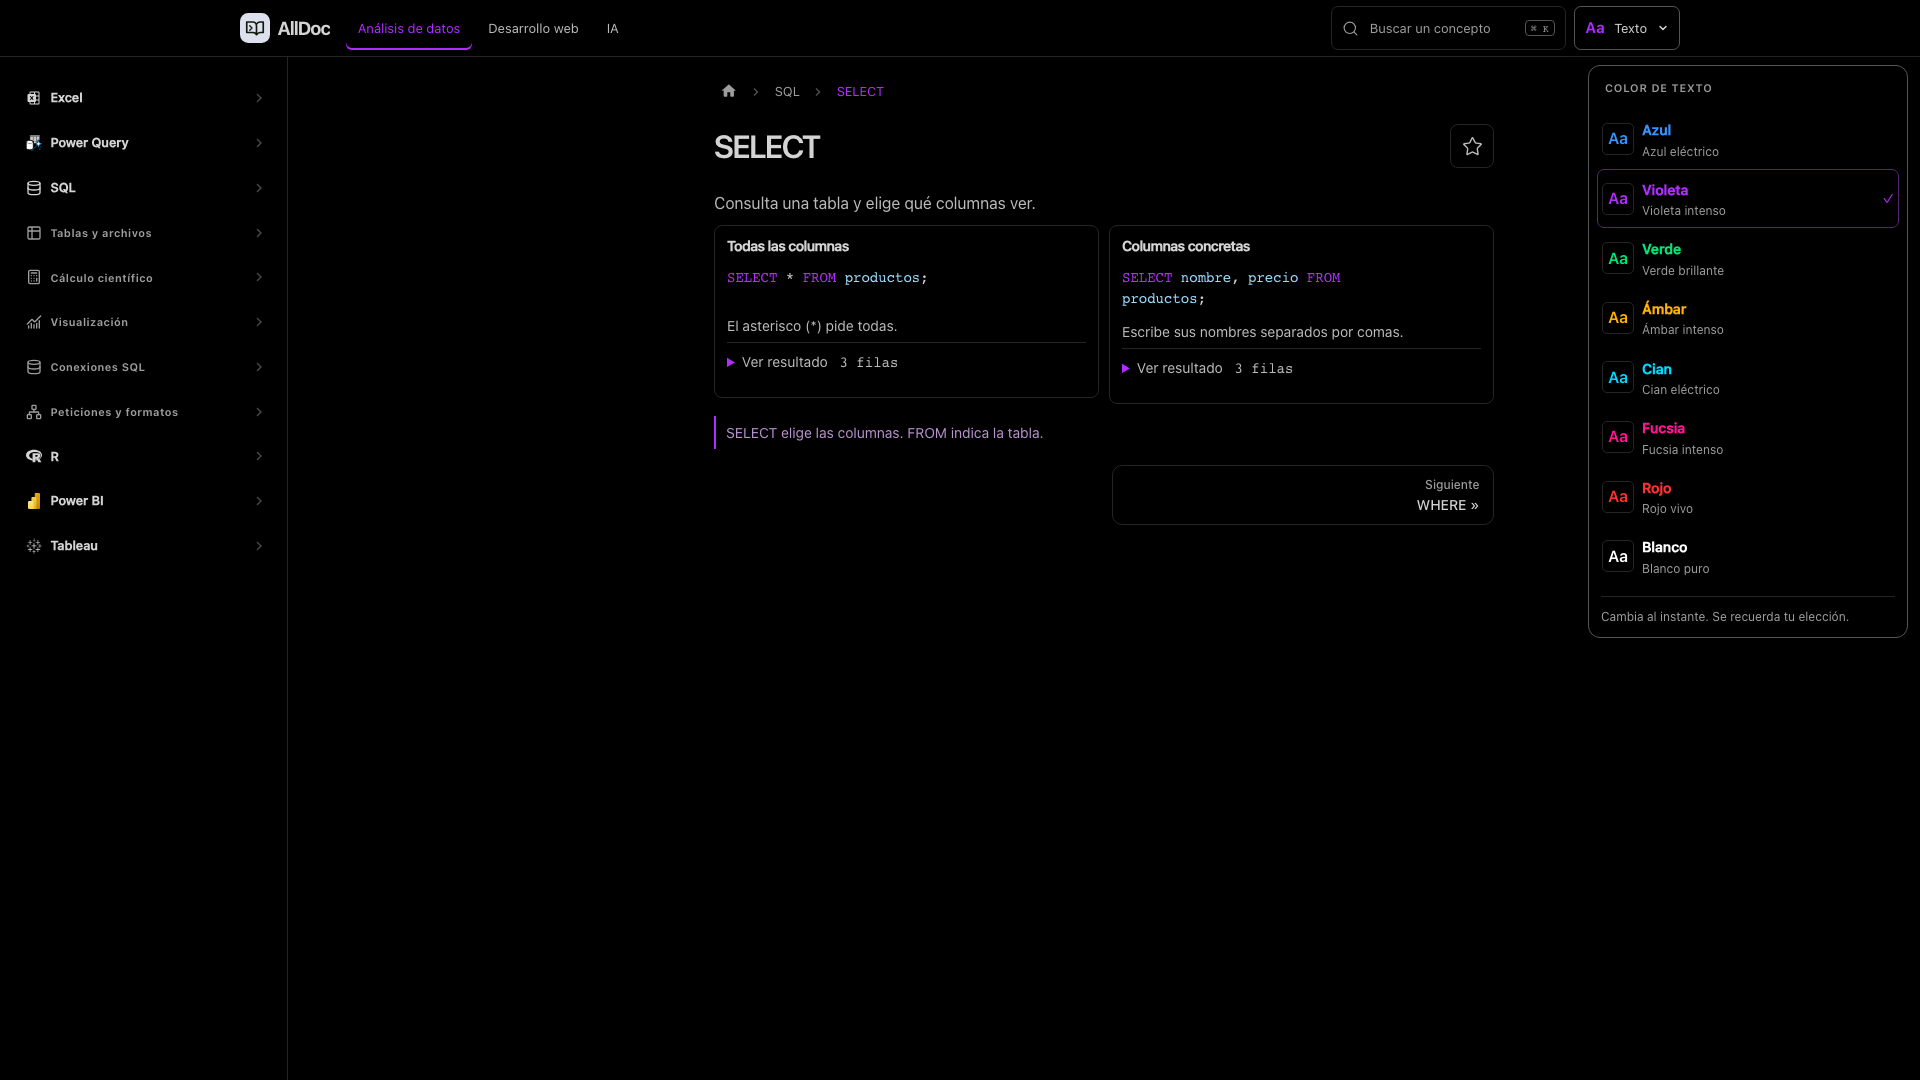 AllDoc
Análisis de datos
Desarrollo web
IA
Buscar un concepto
⌘ K
Aa Texto
Excel
Power Query
SQL
Tablas y archivos
Cálculo científico
Visualización
Conexiones SQL
Peticiones y formatos
R
Power BI
Tableau
SQL
SELECT
SELECT
Consulta una tabla y elige qué columnas ver.
Todas las columnas
SELECT * FROM productos;
El asterisco (*) pide todas.
Ver resultado 3 filas
Columnas concretas
SELECT nombre, precio FROM
productos;
Escribe sus nombres separados por comas.
Ver resultado 3 filas
SELECT elige las columnas. FROM indica la tabla.
Siguiente
WHERE »
COLOR DE TEXTO
Aa
Azul
Azul eléctrico
Aa
Violeta
Violeta intenso
Aa
Verde
Verde brillante
Aa
Ámbar
Ámbar intenso
Aa
Cian
Cian eléctrico
Aa
Fucsia
Fucsia intenso
Aa
Rojo
Rojo vivo
Aa
Blanco
Blanco puro
Cambia al instante. Se recuerda tu elección.